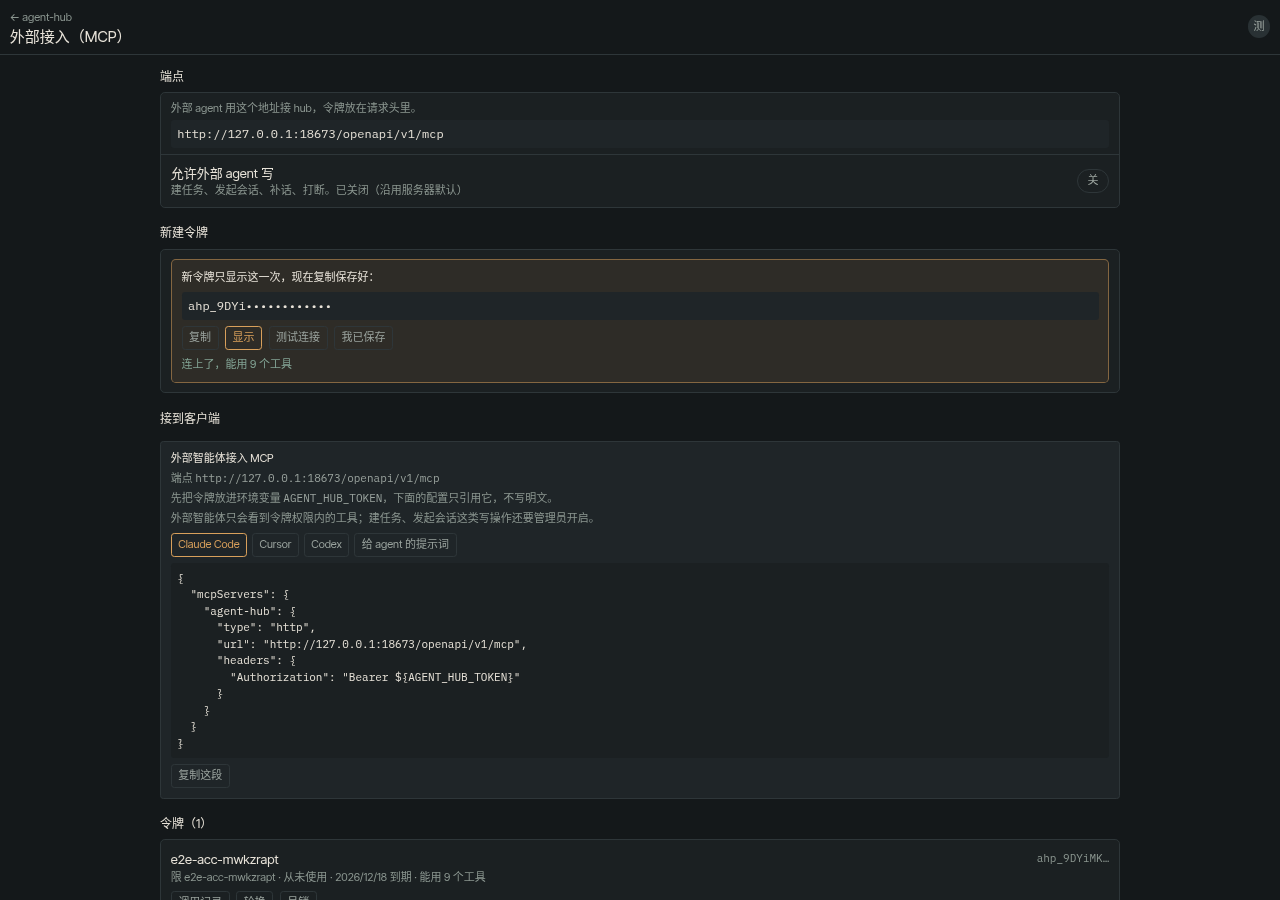 ← agent-hub
外部接入（MCP）
测
端点
外部 agent 用这个地址接 hub，令牌放在请求头里。
http://127.0.0.1:18673/openapi/v1/mcp
允许外部 agent 写
建任务、发起会话、补话、打断。已关闭（沿用服务器默认）
关
新建令牌
新令牌只显示这一次，现在复制保存好：
ahp_9DYi••••••••••••
复制 显示 测试连接 我已保存
连上了，能用 9 个工具
接到客户端
外部智能体接入 MCP
端点 http://127.0.0.1:18673/openapi/v1/mcp
先把令牌放进环境变量 AGENT_HUB_TOKEN，下面的配置只引用它，不写明文。
外部智能体只会看到令牌权限内的工具；建任务、发起会话这类写操作还要管理员开启。
Claude Code Cursor Codex 给 agent 的提示词
{
"mcpServers": {
"agent-hub": {
"type": "http",
"url": "http://127.0.0.1:18673/openapi/v1/mcp",
"headers": {
"Authorization": "Bearer ${AGENT_HUB_TOKEN}"
}
}
}
}
复制这段
令牌（1）
e2e-acc-mwkzrapt
ahp_9DYiMK…
限 e2e-acc-mwkzrapt · 从未使用 · 2026/12/18 到期 · 能用 9 个工具